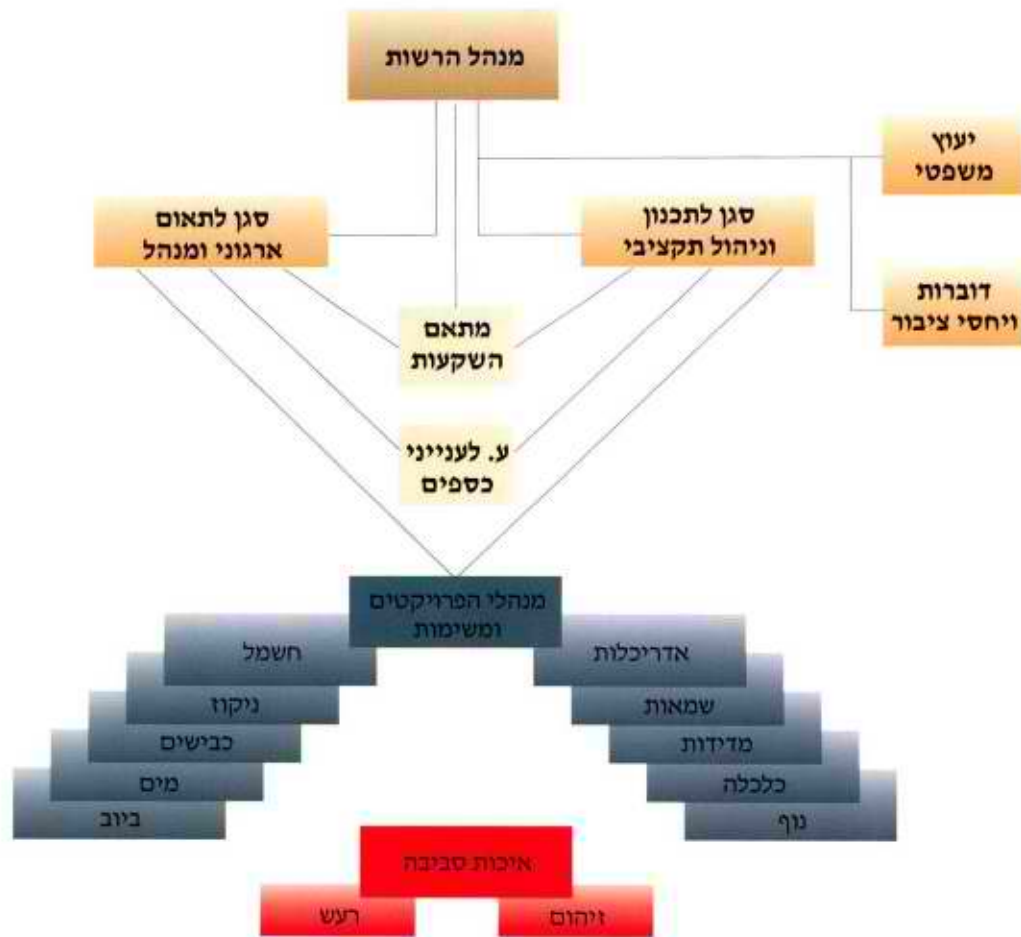 מנהל הרשות
יעוץ
משפטי
סגן לתכנון
וניהול תקציבי
סגן לתאום
ארגוני ומנהל
דוברות
ויחסי ציבור
מתאם
השקעות
ע. לענייני
כספים
מנהלי הפרויקטים
ומשימות
אדריכלות
שמאות
מדידות
כלכלה
נוף
חשמל
ניקוז
כבישים
מים
ביוב
איכות סביבה
זיהום
רעש